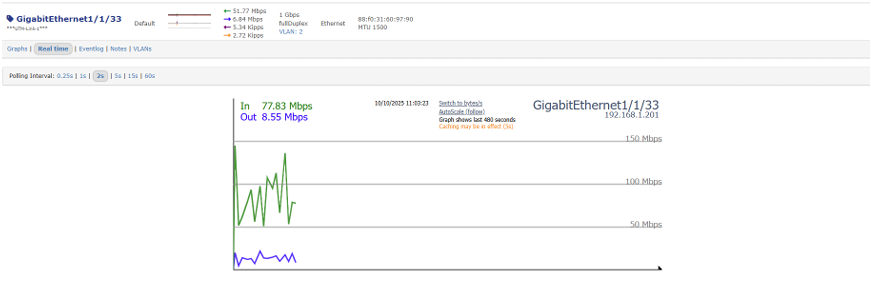 GigabitEthernet1/1/33
Default
51.77 Mbps
6.84 Mbps
5.34 Kpps
2.72 Kpps
1 Gbps
fullDuplex
VLAN: 2
Ethernet
88:f0:31:60:97:90
MTU 1500
Graphs | Real time | Eventlog | Notes | VLANs
Polling Interval: 0.25s | 1s | 2s | 5s | 15s | 60s
In 77.83 Mbps
Out 8.55 Mbps
10/10/2025 11:03:23
Switch to bytes/s
AutoScale (follow)
Graph shows last 480 seconds
Caching may be in effect (3s)
GigabitEthernet1/1/33
192.168.1.201
150 Mbps
100 Mbps
50 Mbps